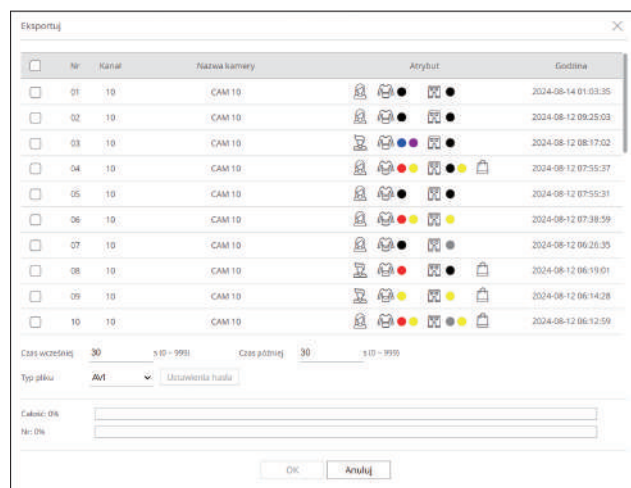 Eksportuj
Nr Kanał Nazwa kamery Atrybut Godzina
01 10 CAM 10 2024-08-14 01:03:35
02 10 CAM 10 2024-08-12 09:25:03
03 10 CAM 10 2024-08-12 08:17:02
04 10 CAM 10 2024-08-12 07:55:37
05 10 CAM 10 2024-08-12 07:55:31
06 10 CAM 10 2024-08-12 07:38:59
07 10 CAM 10 2024-08-12 06:26:35
08 10 CAM 10 2024-08-12 06:19:01
09 10 CAM 10 2024-08-12 06:14:28
10 10 CAM 10 2024-08-12 06:12:59
Czas wcześniej 30 s (0 ~ 999) Czas później 30 s (0 ~ 999)
Typ pliku AVI Ustawienia hasła
Całość: 0%
Nr: 0%
OK Anuluj